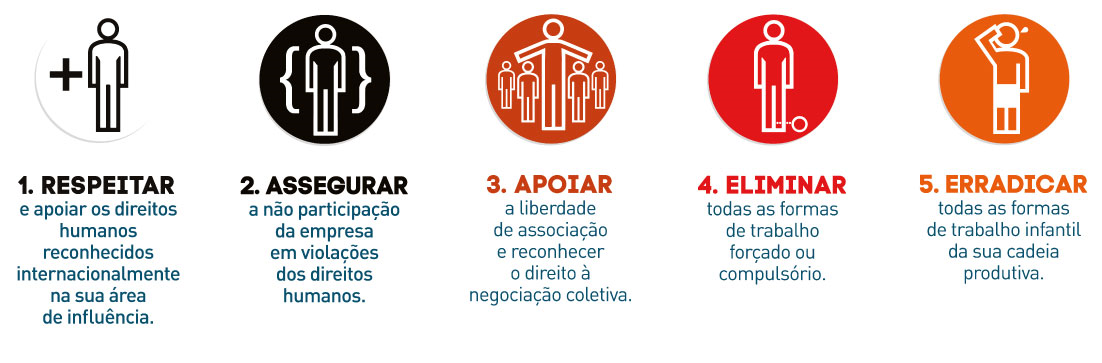 1. RESPEITAR
e apoiar os direitos
humanos
reconhecidos
internacionalmente
na sua área
de influência.
2. ASSEGURAR
a não participação
da empresa
em violações
dos direitos
humanos.
3. APOIAR
a liberdade
de associação
e reconhecer
o direito à
negociação coletiva.
4. ELIMINAR
todas as formas
de trabalho
forçado ou
compulsório.
5. ERRADICAR
todas as formas
de trabalho infantil
da sua cadeia
produtiva.